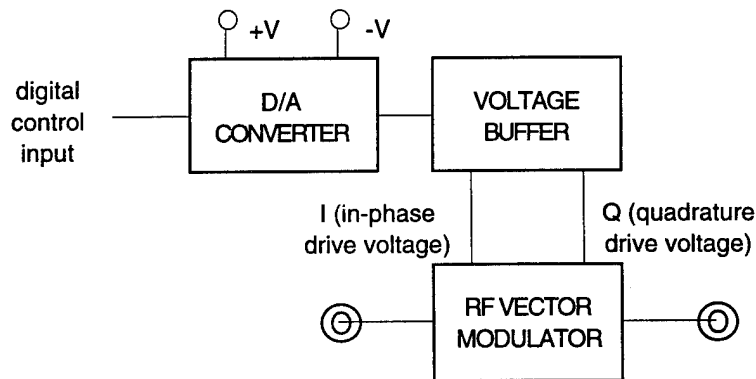 +V
-V
digital
control
input
D/A
CONVERTER
VOLTAGE
BUFFER
I (in-phase
drive voltage)
Q (quadrature
drive voltage)
RF VECTOR
MODULATOR